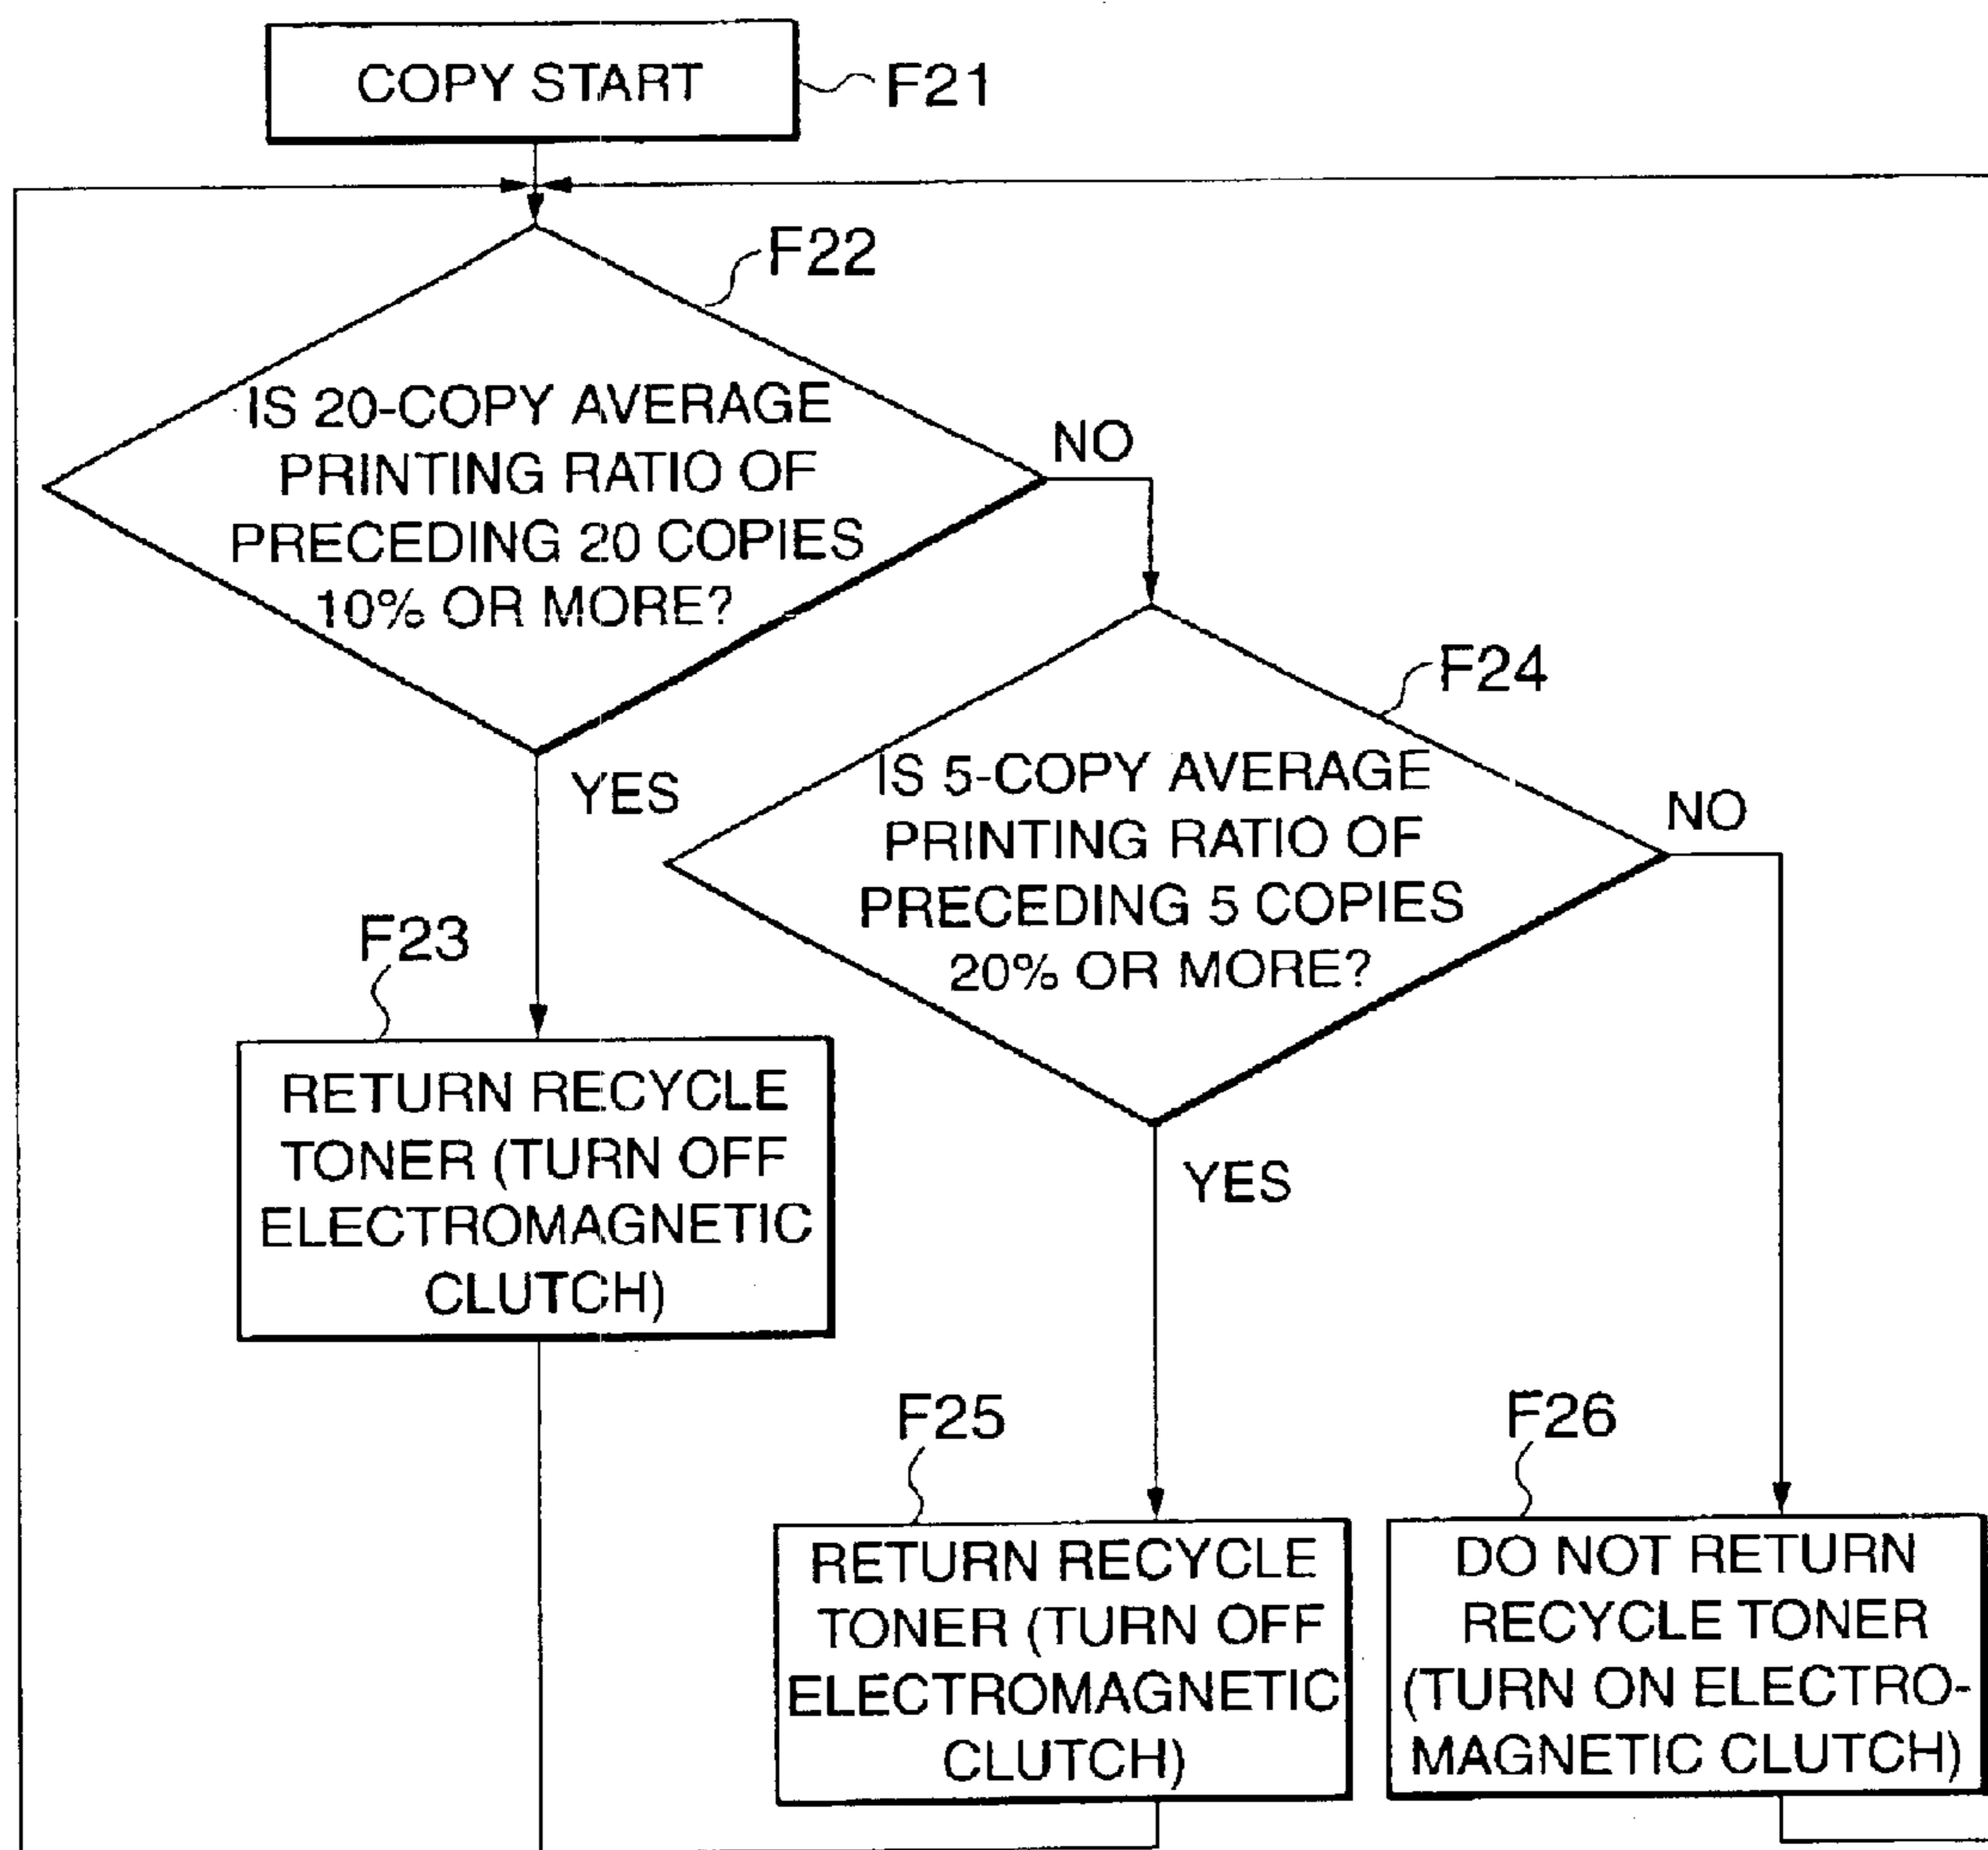 COPY START
F21
F22
IS 20-COPY AVERAGE
PRINTING RATIO OF
PRECEDING 20 COPIES
10% OR MORE?
NO
YES
F24
IS 5-COPY AVERAGE
PRINTING RATIO OF
PRECEDING 5 COPIES
20% OR MORE?
NO
YES
F23
RETURN RECYCLE
TONER (TURN OFF
ELECTROMAGNETIC
CLUTCH)
F25
RETURN RECYCLE
TONER (TURN OFF
ELECTROMAGNETIC
CLUTCH)
F26
DO NOT RETURN
RECYCLE TONER
(TURN ON ELECTRO-
MAGNETIC CLUTCH)